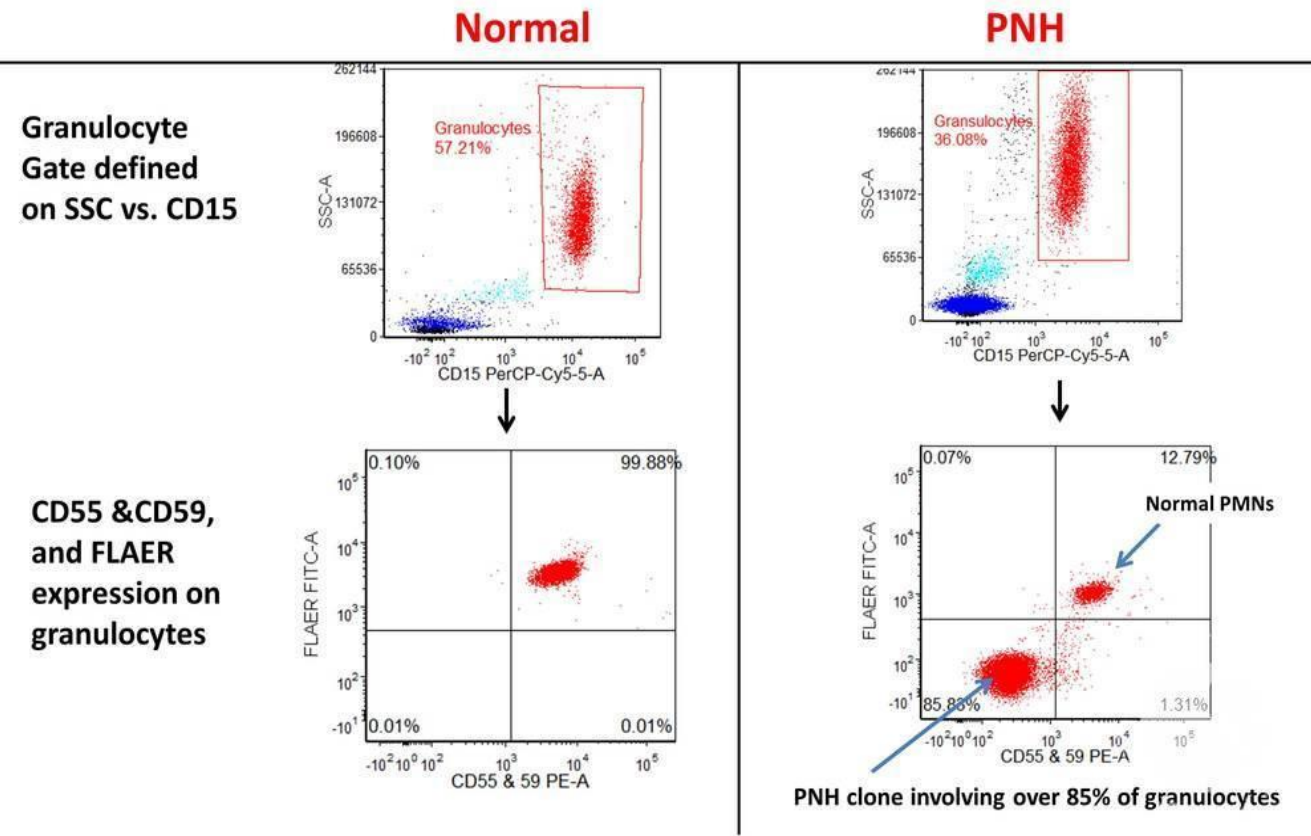 Normal
PNH
Granulocyte
Gate defined
on SSC vs. CD15
262144
196608
131072
65536
0
SSC-A
Granulocytes
57.21%
-10² 10² 10³ 10⁴ 10⁵
CD15 PerCP-Cy5-5-A
262144
196608
131072
65536
0
SSC-A
Gransulocytes
36.08%
-10² 10² 10³ 10⁴ 10⁵
CD15 PerCP-Cy5-5-A
CD55 &CD59,
and FLAER
expression on
granulocytes
0.10%
99.88%
10⁵
10⁴
10³
10²
-10¹
FLAER FITC-A
0.01%
0.01%
-10² 10⁰ 10² 10³ 10⁴ 10⁵
CD55 & 59 PE-A
0.07%
12.79%
Normal PMNs
10⁵
10⁴
10³
10²
-10¹
FLAER FITC-A
85.83%
1.31%
-10² 10⁰ 10² 10³ 10⁴ 10⁵
CD55 & 59 PE-A
PNH clone involving over 85% of granulocytes